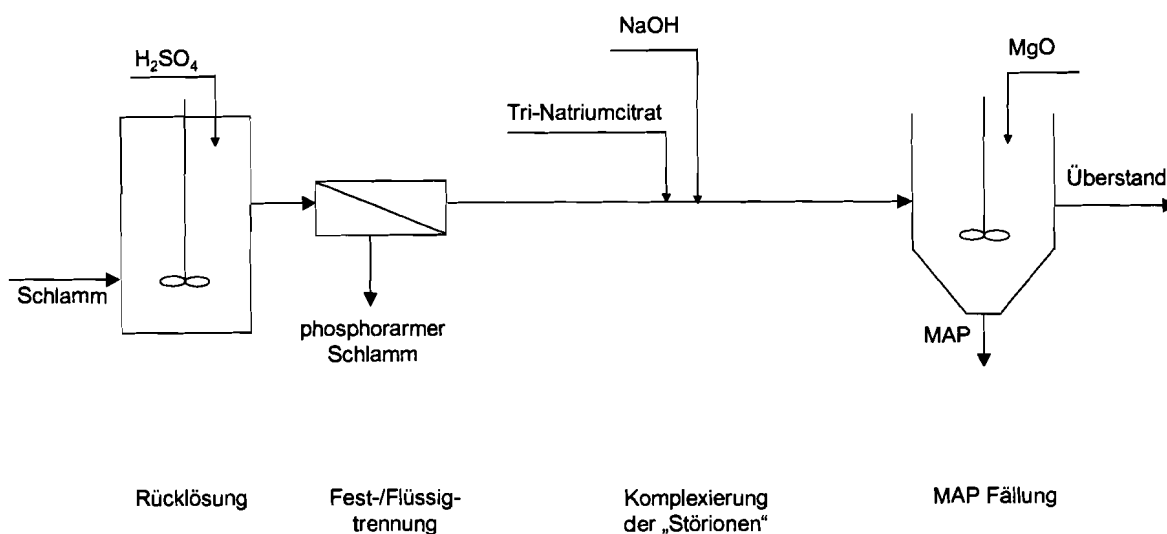 NaOH
H₂SO₄
MgO
Tri-Natriumcitrat
Überstand
Schlamm
phosphorarmer
Schlamm
MAP
Rücklösung
Fest-/Flüssig-
trennung
Komplexierung
der „Störionen“
MAP Fällung